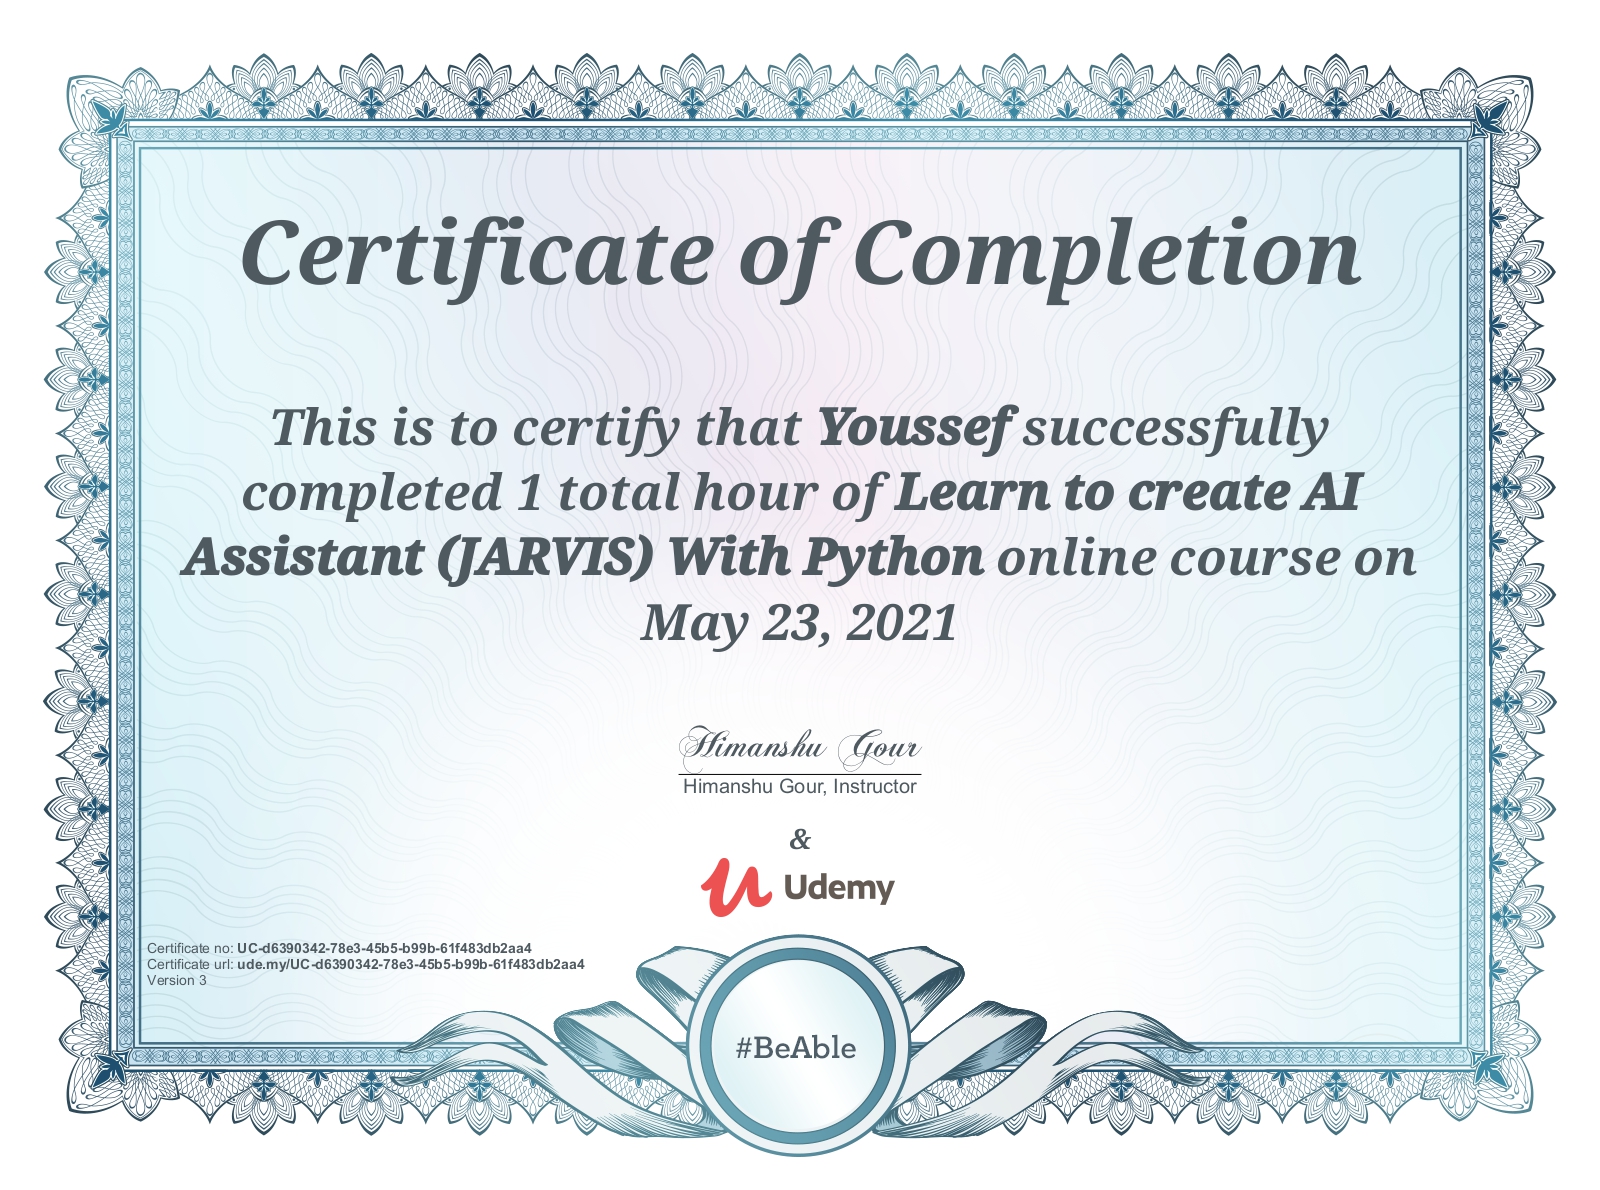 Certificate of Completion
This is to certify that Youssef successfully
completed 1 total hour of Learn to create AI
Assistant (JARVIS) With Python online course on
May 23, 2021
Himanshu Gour
Himanshu Gour, Instructor
&
Udemy
Certificate no: UC-d6390342-78e3-45b5-b99b-61f483db2aa4
Certificate url: ude.my/UC-d6390342-78e3-45b5-b99b-61f483db2aa4
Version 3
#BeAble